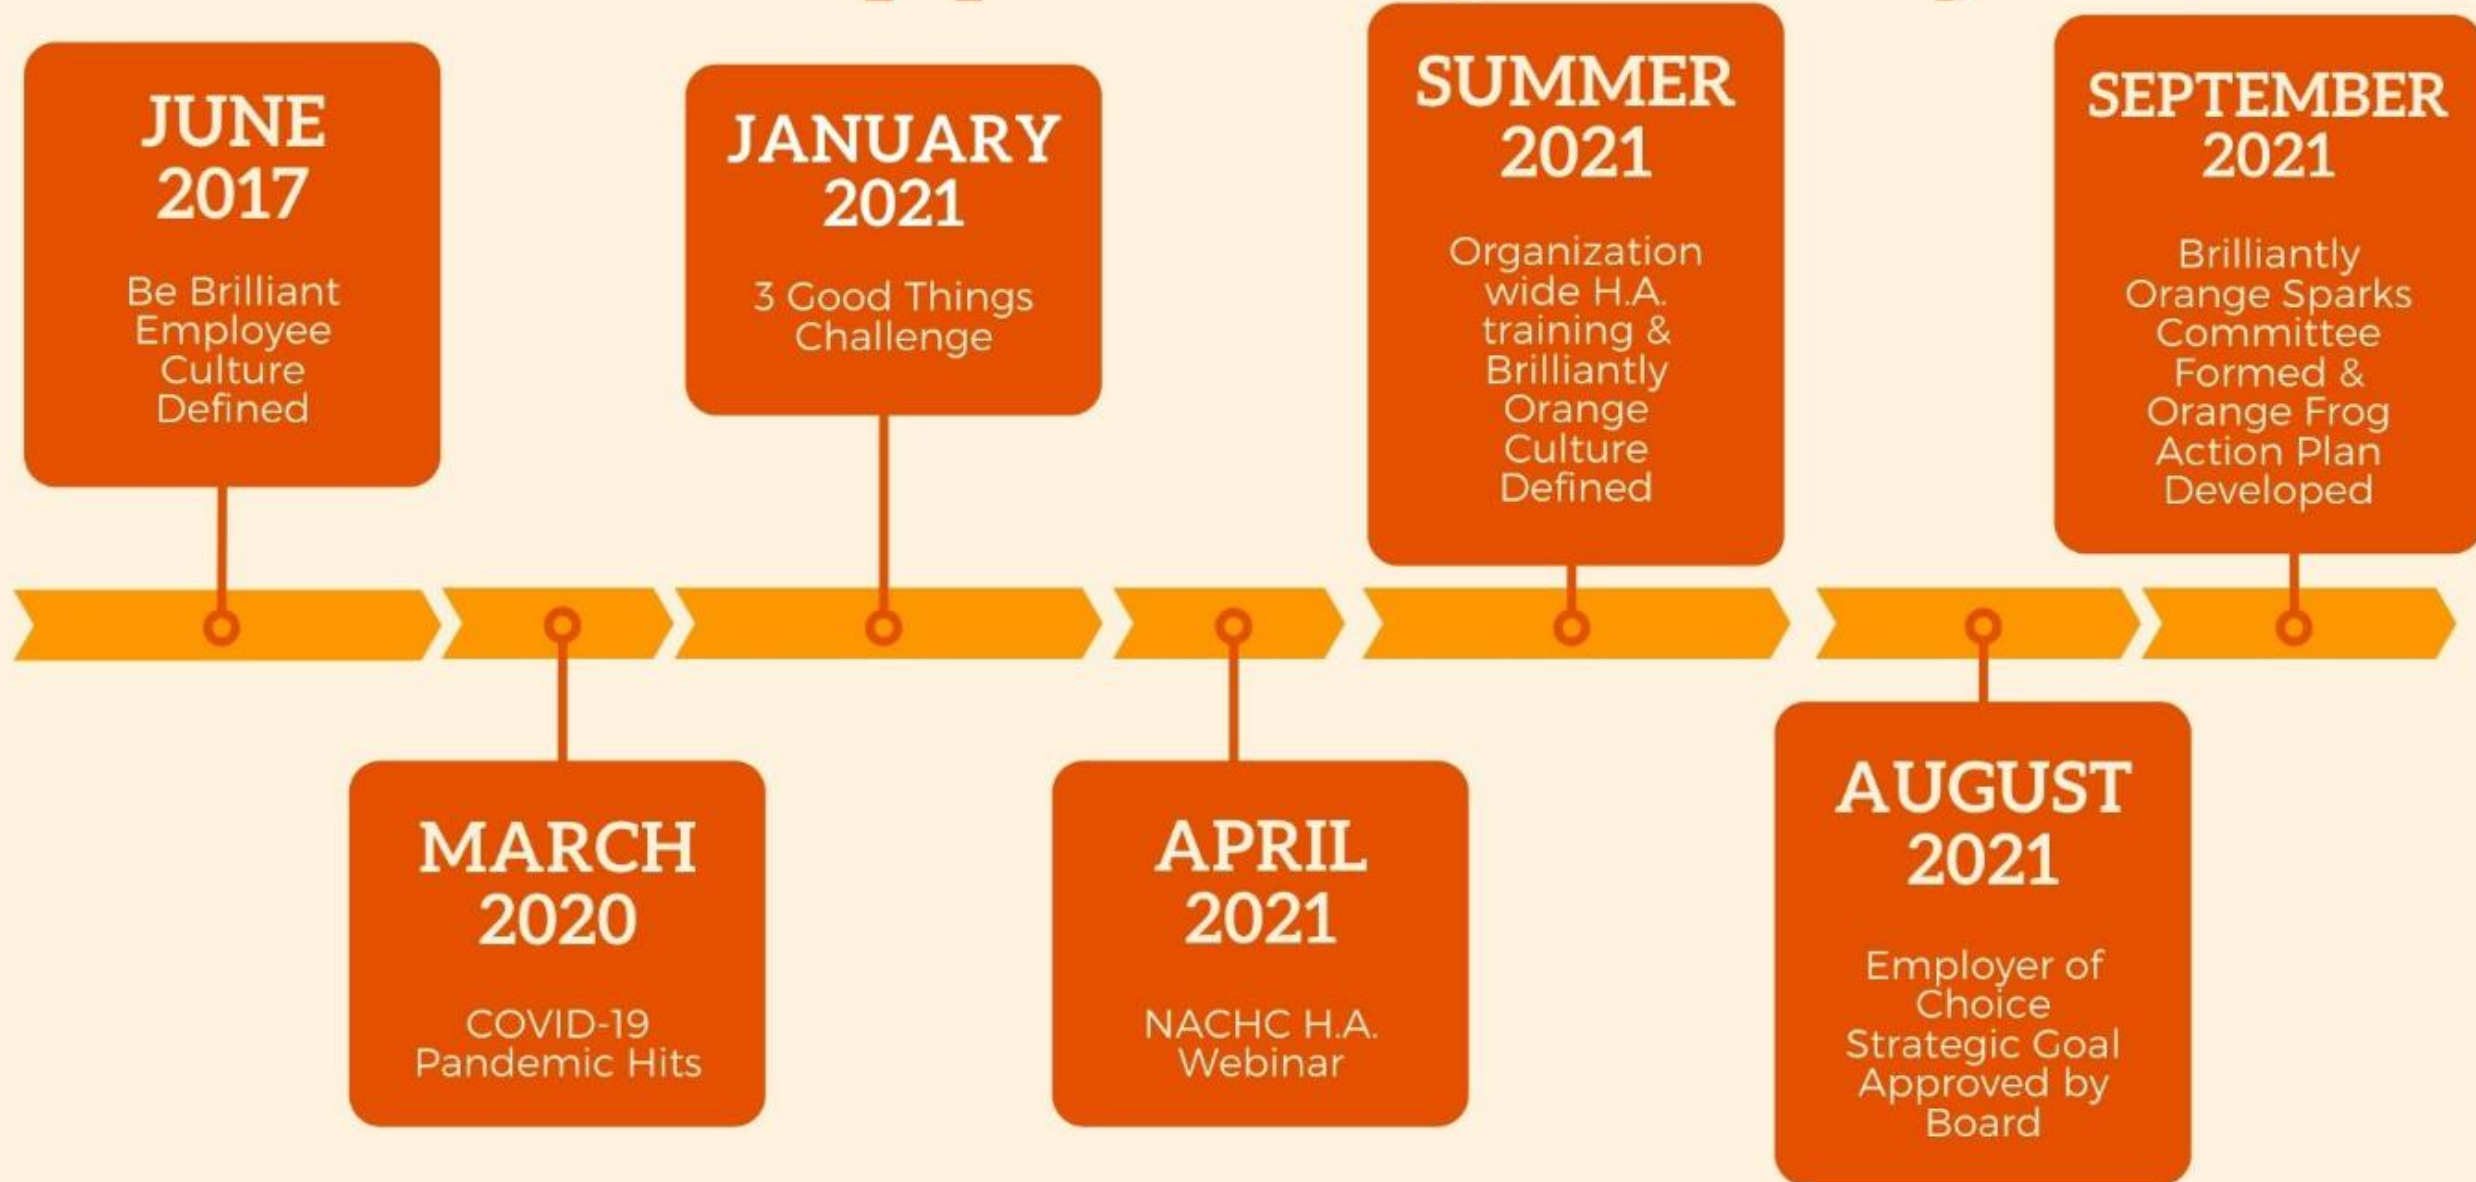 JUNE
2017
Be Brilliant
Employee
Culture
Defined
MARCH
2020
COVID-19
Pandemic Hits
JANUARY
2021
3 Good Things
Challenge
APRIL
2021
NACHC H.A.
Webinar
SUMMER
2021
Organization
wide H.A.
training &
Brilliantly
Orange
Culture
Defined
AUGUST
2021
Employer of
Choice
Strategic Goal
Approved by
Board
SEPTEMBER
2021
Brilliantly
Orange Sparks
Committee
Formed &
Orange Frog
Action Plan
Developed